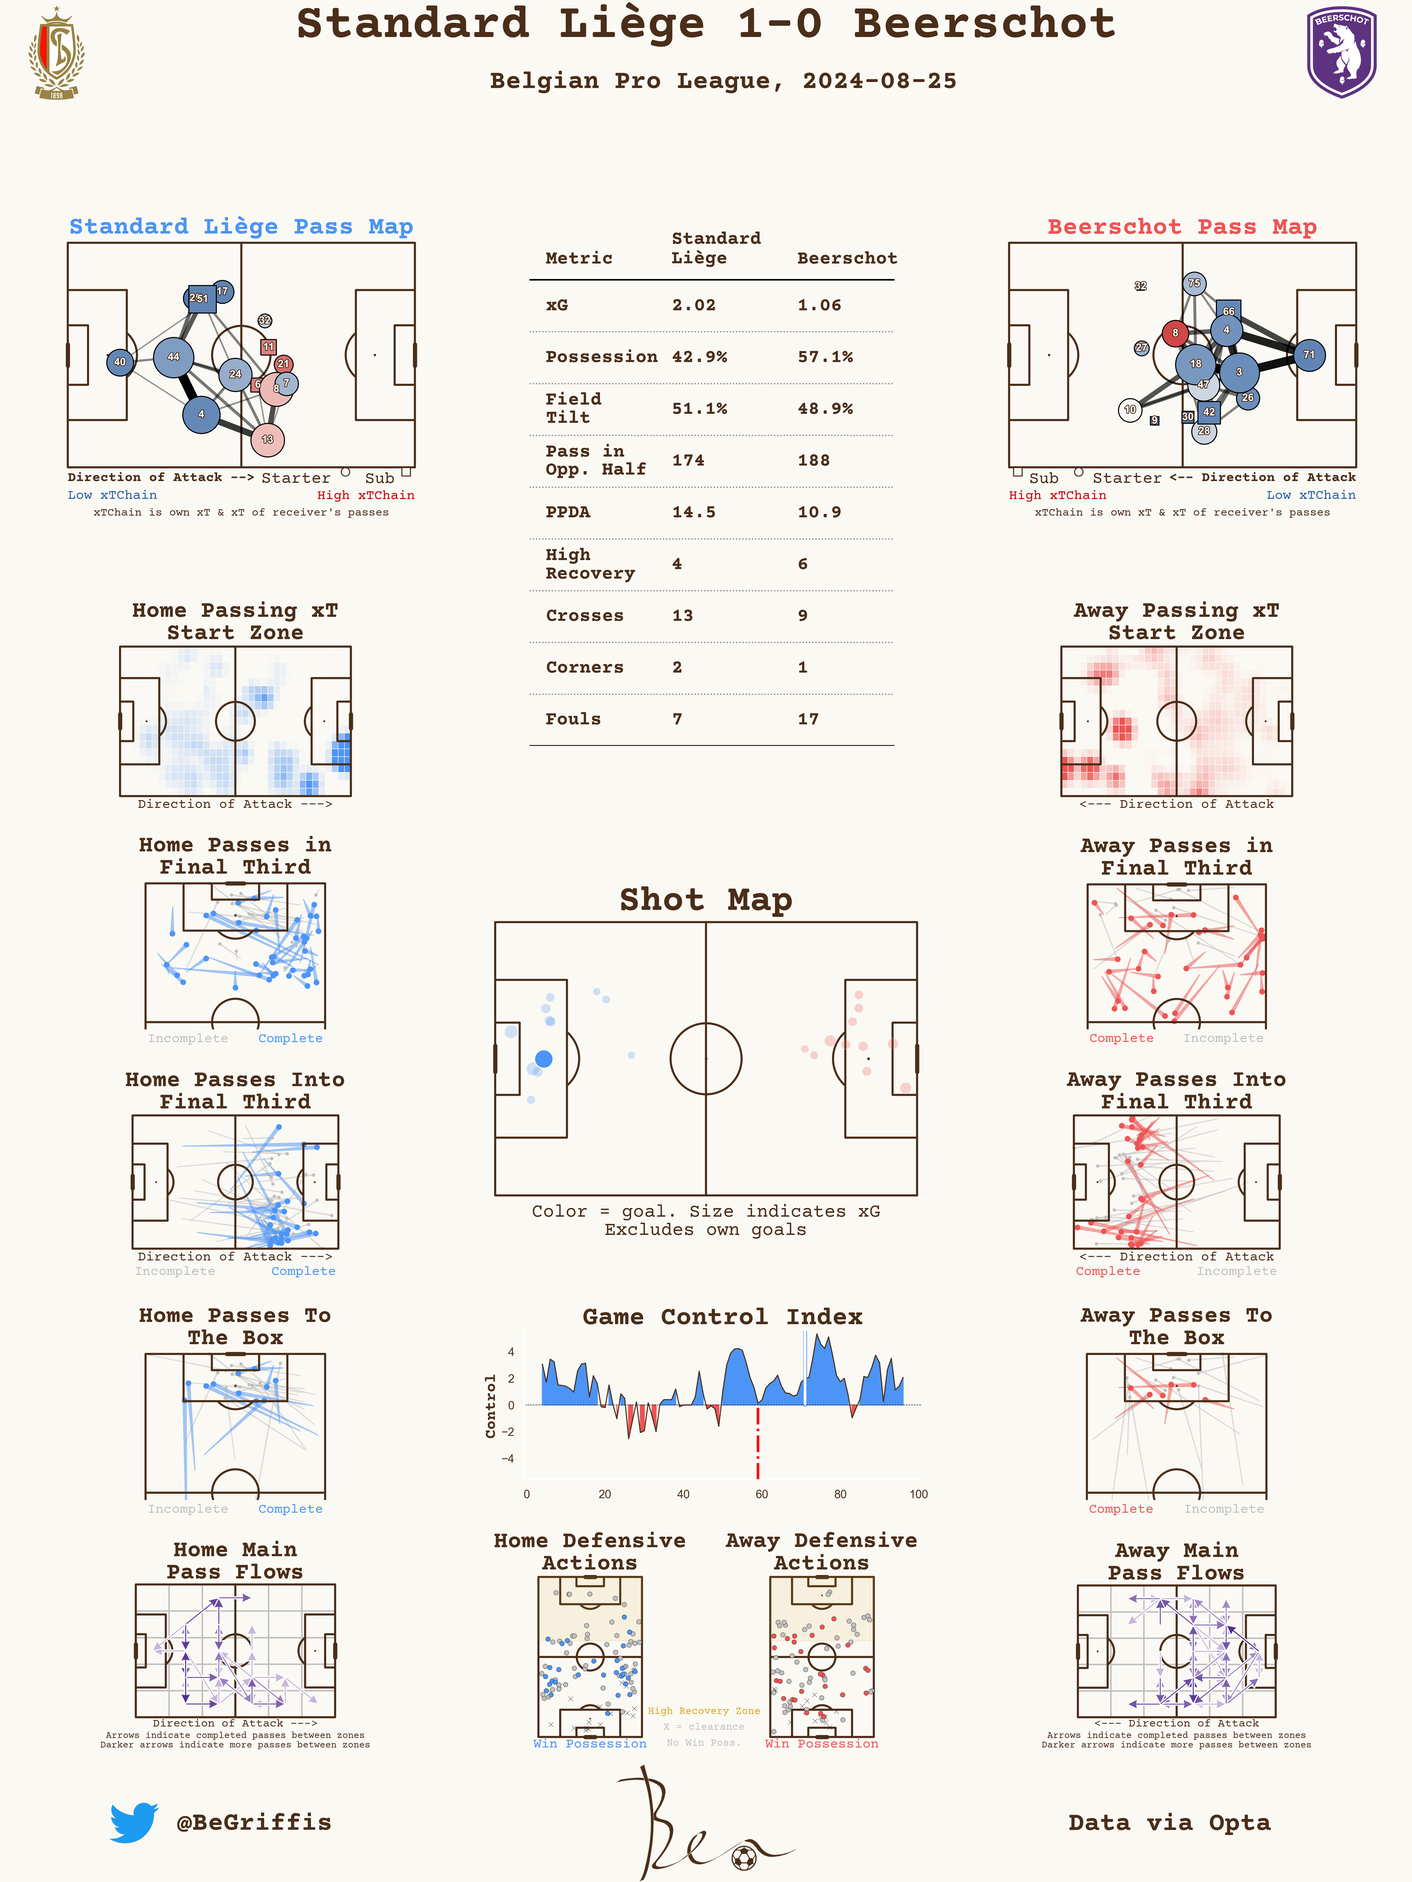 Standard Liège 1-0 Beerschot
Belgian Pro League, 2024-08-25
1898
BEERSCHOT
Standard Liège Pass Map
40
44
4
24
13
51
17
32
11
21
6
8
7
Direction of Attack --> Starter Sub
Low xTChain High xTChain
xTChain is own xT & xT of receiver's passes
Metric Standard Liège Beerschot
xG 2.02 1.06
Possession 42.9% 57.1%
Field Tilt 51.1% 48.9%
Pass in Opp. Half 174 188
PPDA 14.5 10.9
High Recovery 4 6
Crosses 13 9
Corners 2 1
Fouls 7 17
Beerschot Pass Map
32
75
66
8
4
27
71
18
3
47
26
10
9
30
42
28
Sub Starter <-- Direction of Attack
High xTChain Low xTChain
xTChain is own xT & xT of receiver's passes
Home Passing xT
Start Zone
Direction of Attack --->
Away Passing xT
Start Zone
<--- Direction of Attack
Home Passes in
Final Third
Incomplete Complete
Shot Map
Color = goal. Size indicates xG
Excludes own goals
Away Passes in
Final Third
Complete Incomplete
Home Passes Into
Final Third
Direction of Attack --->
Incomplete Complete
Away Passes Into
Final Third
<--- Direction of Attack
Complete Incomplete
Home Passes To
The Box
Incomplete Complete
Game Control Index
Control
4
2
0
−2
−4
0 20 40 60 80 100
Away Passes To
The Box
Complete Incomplete
Home Main
Pass Flows
Direction of Attack --->
Arrows indicate completed passes between zones
Darker arrows indicate more passes between zones
Home Defensive
Actions
Win Possession
High Recovery Zone
X = clearance
No Win Poss.
Away Defensive
Actions
Win Possession
Away Main
Pass Flows
<--- Direction of Attack
Arrows indicate completed passes between zones
Darker arrows indicate more passes between zones
@BeGriffis
Ben
Data via Opta